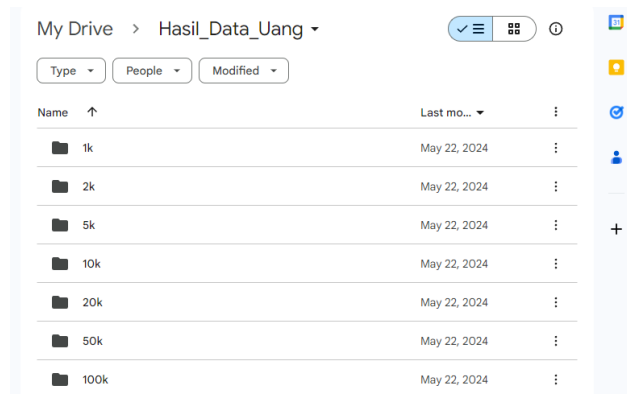 My Drive > Hasil_Data_Uang
Type People Modified
Name Last mo...
1k May 22, 2024
2k May 22, 2024
5k May 22, 2024
10k May 22, 2024
20k May 22, 2024
50k May 22, 2024
100k May 22, 2024
31